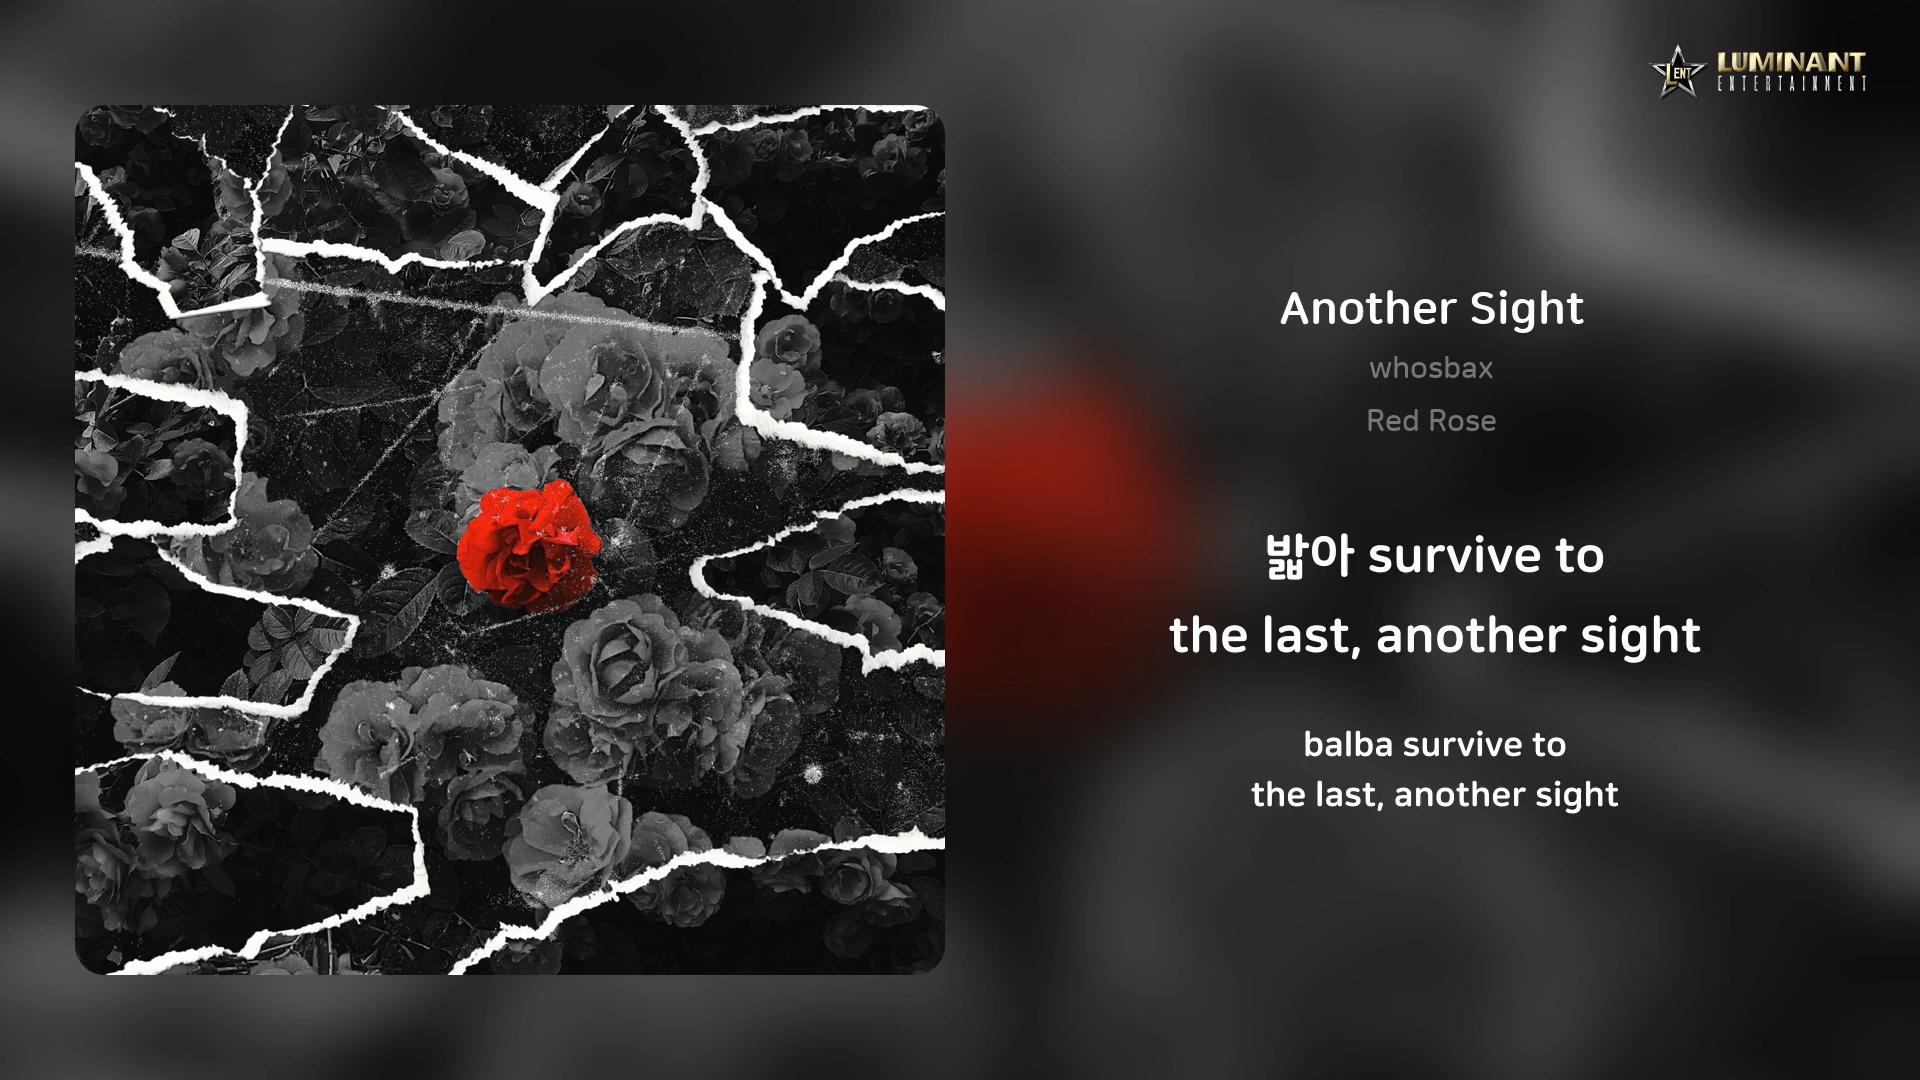 LENT
LUMINANT
ENTERTAINMENT
Another Sight
whosbax
Red Rose
밟아 survive to
the last, another sight
balba survive to
the last, another sight